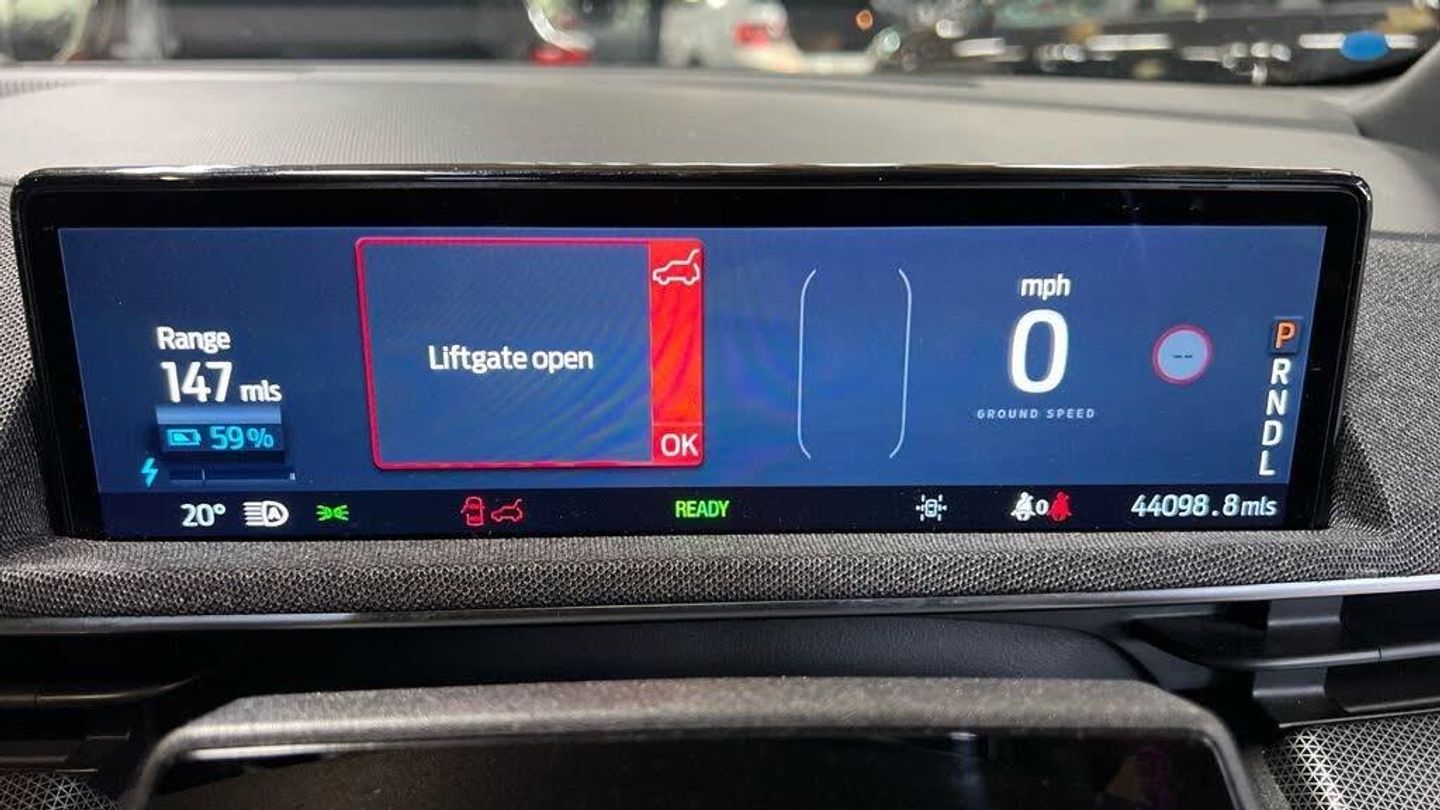 Range
147 mls
59%
Liftgate open
OK
mph
0
GROUND SPEED
--
P
R
N
D
L
20°
A
READY
0
44098.8 mls